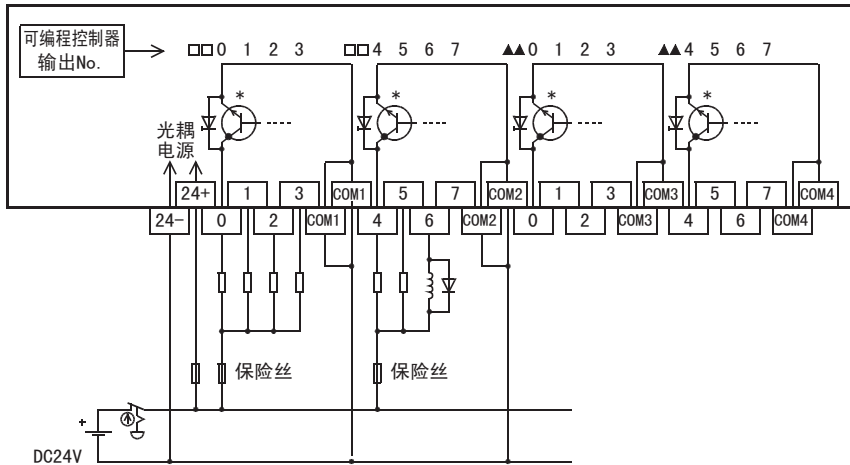 可编程控制器
输出No.
□□0 1 2 3 □□4 5 6 7 ▲▲0 1 2 3 ▲▲4 5 6 7
* * * *
光耦
电源
24+ 1 3 COM1 5 7 COM2 1 3 COM3 5 7 COM4
24- 0 2 COM1 4 6 COM2 0 2 COM3 4 6 COM4
保险丝 保险丝
+
DC24V